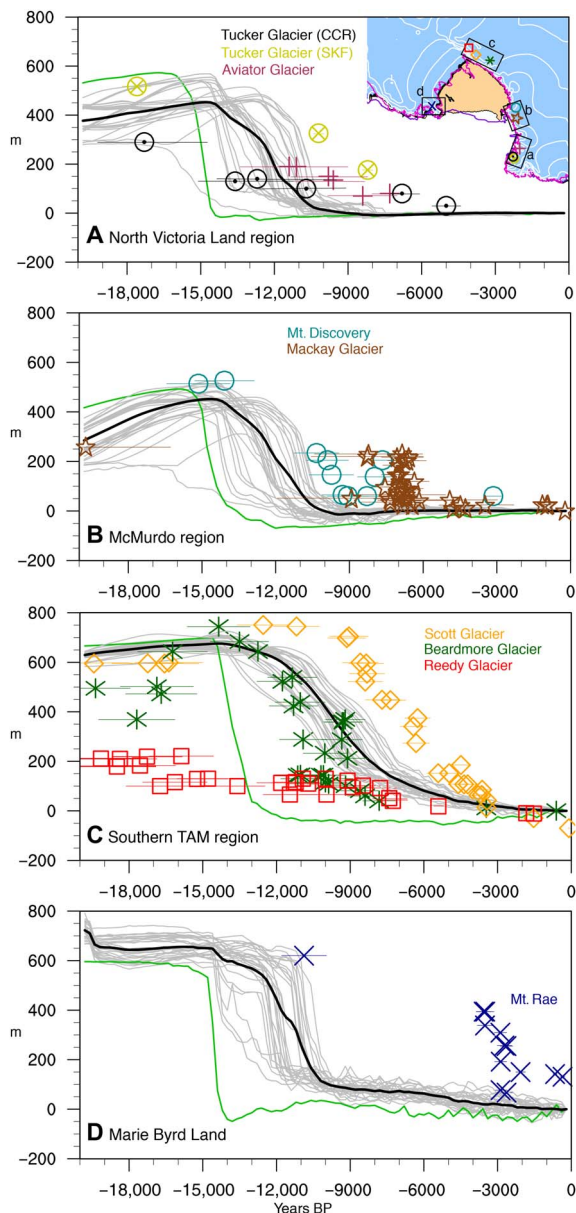 800
600
400
m
200
0
−200
Tucker Glacier (CCR)
Tucker Glacier (SKF)
Aviator Glacier
c
d
b
a
A North Victoria Land region
−18,000 −15,000 −12,000 −9000 −6000 −3000 0
800
600
400
m
200
0
−200
Mt. Discovery
Mackay Glacier
B McMurdo region
−18,000 −15,000 −12,000 −9000 −6000 −3000 0
800
600
400
m
200
0
−200
Scott Glacier
Beardmore Glacier
Reedy Glacier
C Southern TAM region
−18,000 −15,000 −12,000 −9000 −6000 −3000 0
800
600
400
m
200
0
−200
Mt. Rae
D Marie Byrd Land
−18,000 −15,000 −12,000 −9000 −6000 −3000 0
Years BP